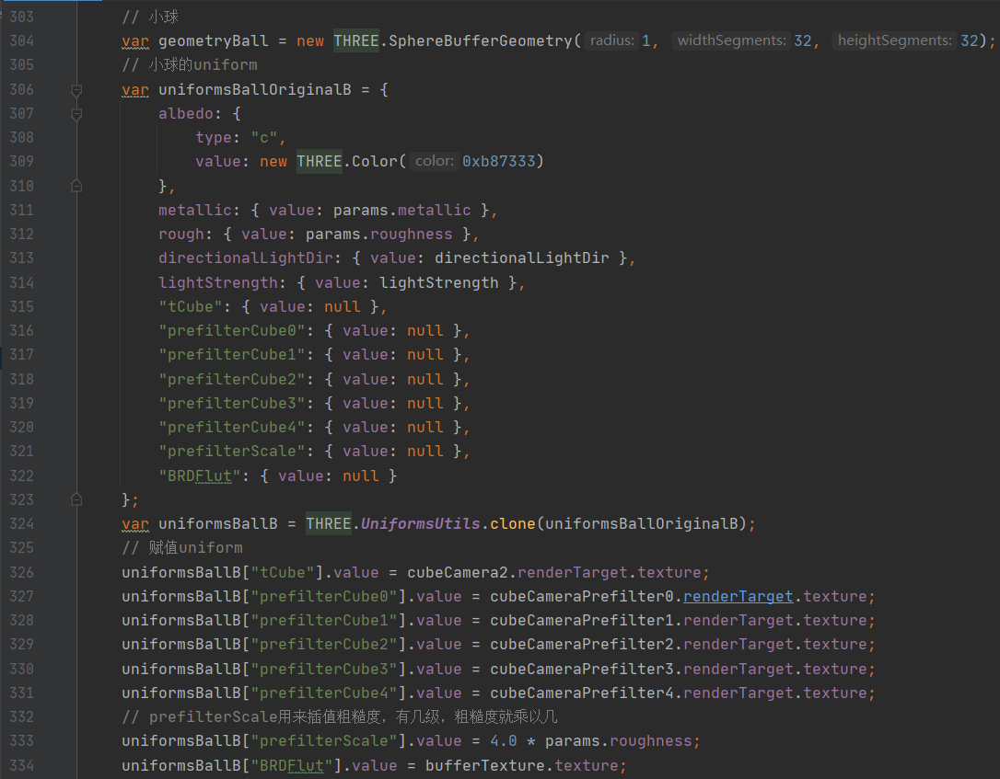 303 // 小球
304 var geometryBall = new THREE.SphereBufferGeometry( radius: 1, widthSegments: 32, heightSegments: 32);
305 // 小球的uniform
306 var uniformsBallOriginalB = {
307 albedo: {
308 type: "c",
309 value: new THREE.Color( color: 0xb87333)
310 },
311 metallic: { value: params.metallic },
312 rough: { value: params.roughness },
313 directionalLightDir: { value: directionalLightDir },
314 lightStrength: { value: lightStrength },
315 "tCube": { value: null },
316 "prefilterCube0": { value: null },
317 "prefilterCube1": { value: null },
318 "prefilterCube2": { value: null },
319 "prefilterCube3": { value: null },
320 "prefilterCube4": { value: null },
321 "prefilterScale": { value: null },
322 "BRDFlut": { value: null }
323 };
324 var uniformsBallB = THREE.UniformsUtils.clone(uniformsBallOriginalB);
325 // 赋值uniform
326 uniformsBallB["tCube"].value = cubeCamera2.renderTarget.texture;
327 uniformsBallB["prefilterCube0"].value = cubeCameraPrefilter0.renderTarget.texture;
328 uniformsBallB["prefilterCube1"].value = cubeCameraPrefilter1.renderTarget.texture;
329 uniformsBallB["prefilterCube2"].value = cubeCameraPrefilter2.renderTarget.texture;
330 uniformsBallB["prefilterCube3"].value = cubeCameraPrefilter3.renderTarget.texture;
331 uniformsBallB["prefilterCube4"].value = cubeCameraPrefilter4.renderTarget.texture;
332 // prefilterScale用来插值粗糙度，有几级，粗糙度就乘以几
333 uniformsBallB["prefilterScale"].value = 4.0 * params.roughness;
334 uniformsBallB["BRDFlut"].value = bufferTexture.texture;